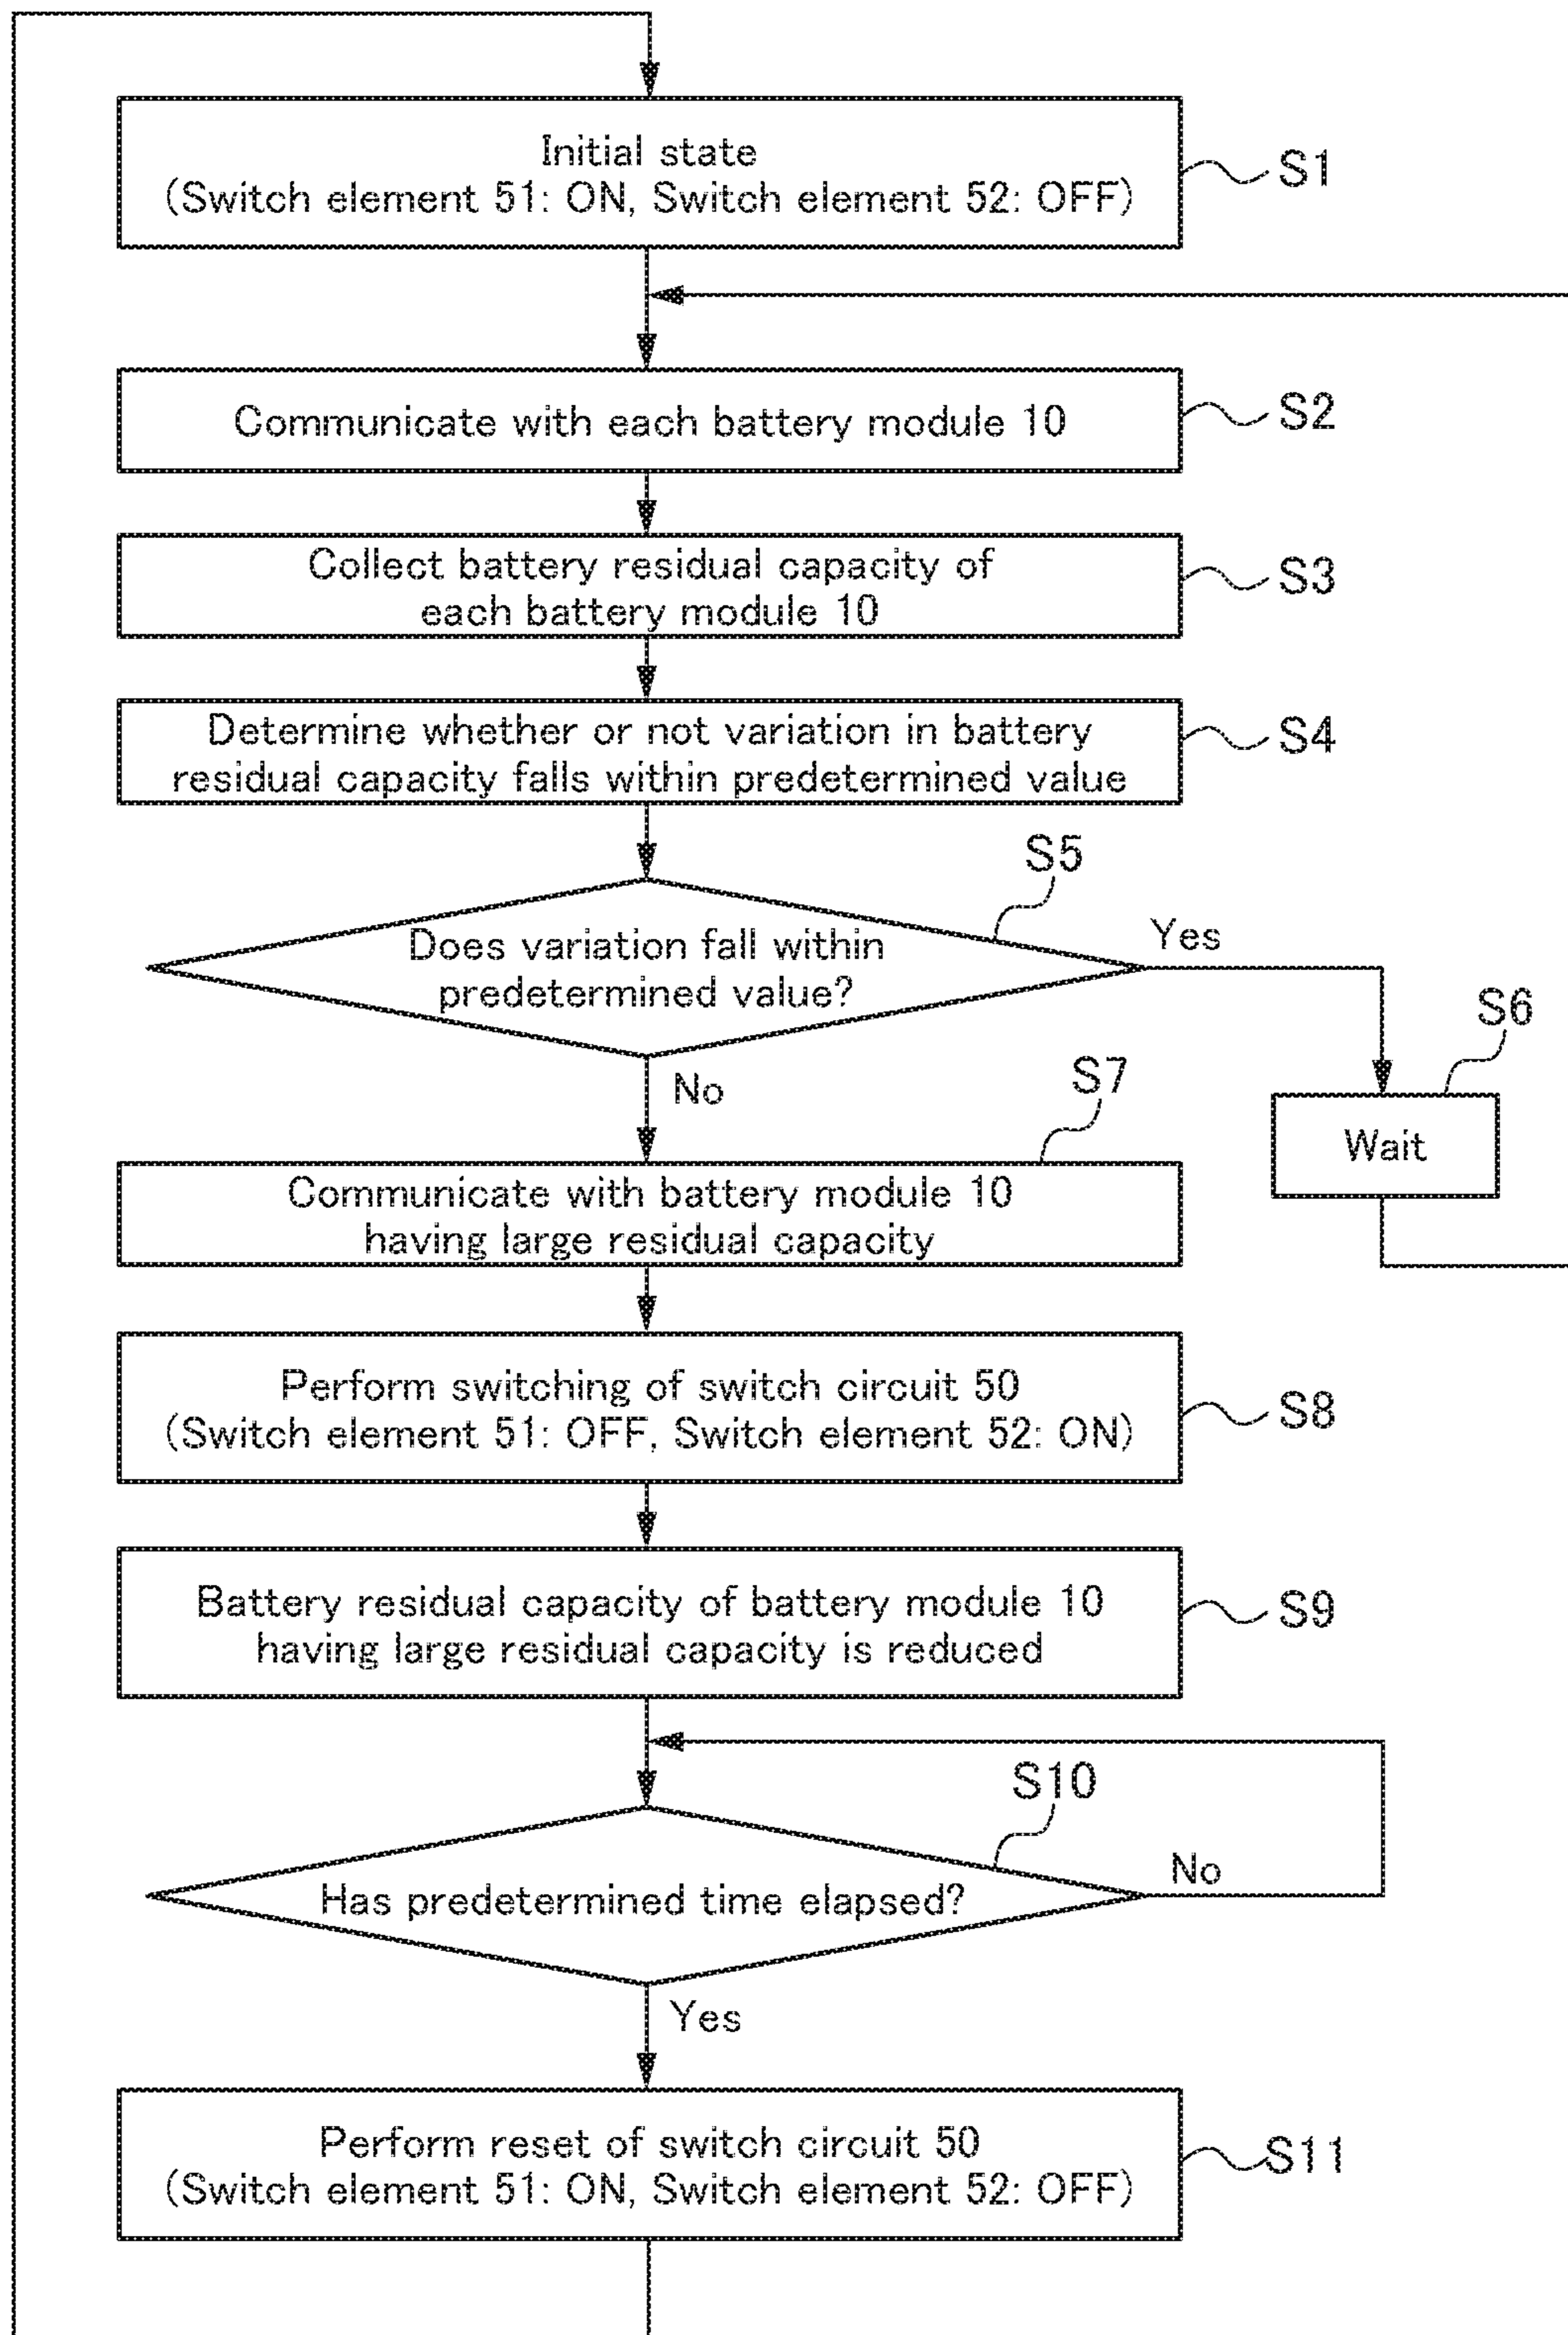 Initial state
(Switch element 51: ON, Switch element 52: OFF)
S1
Communicate with each battery module 10
S2
Collect battery residual capacity of
each battery module 10
S3
Determine whether or not variation in battery
residual capacity falls within predetermined value
S4
S5
Does variation fall within
predetermined value?
Yes
No
S6
Wait
S7
Communicate with battery module 10
having large residual capacity
Perform switching of switch circuit 50
(Switch element 51: OFF, Switch element 52: ON)
S8
Battery residual capacity of battery module 10
having large residual capacity is reduced
S9
S10
Has predetermined time elapsed?
No
Yes
Perform reset of switch circuit 50
(Switch element 51: ON, Switch element 52: OFF)
S11